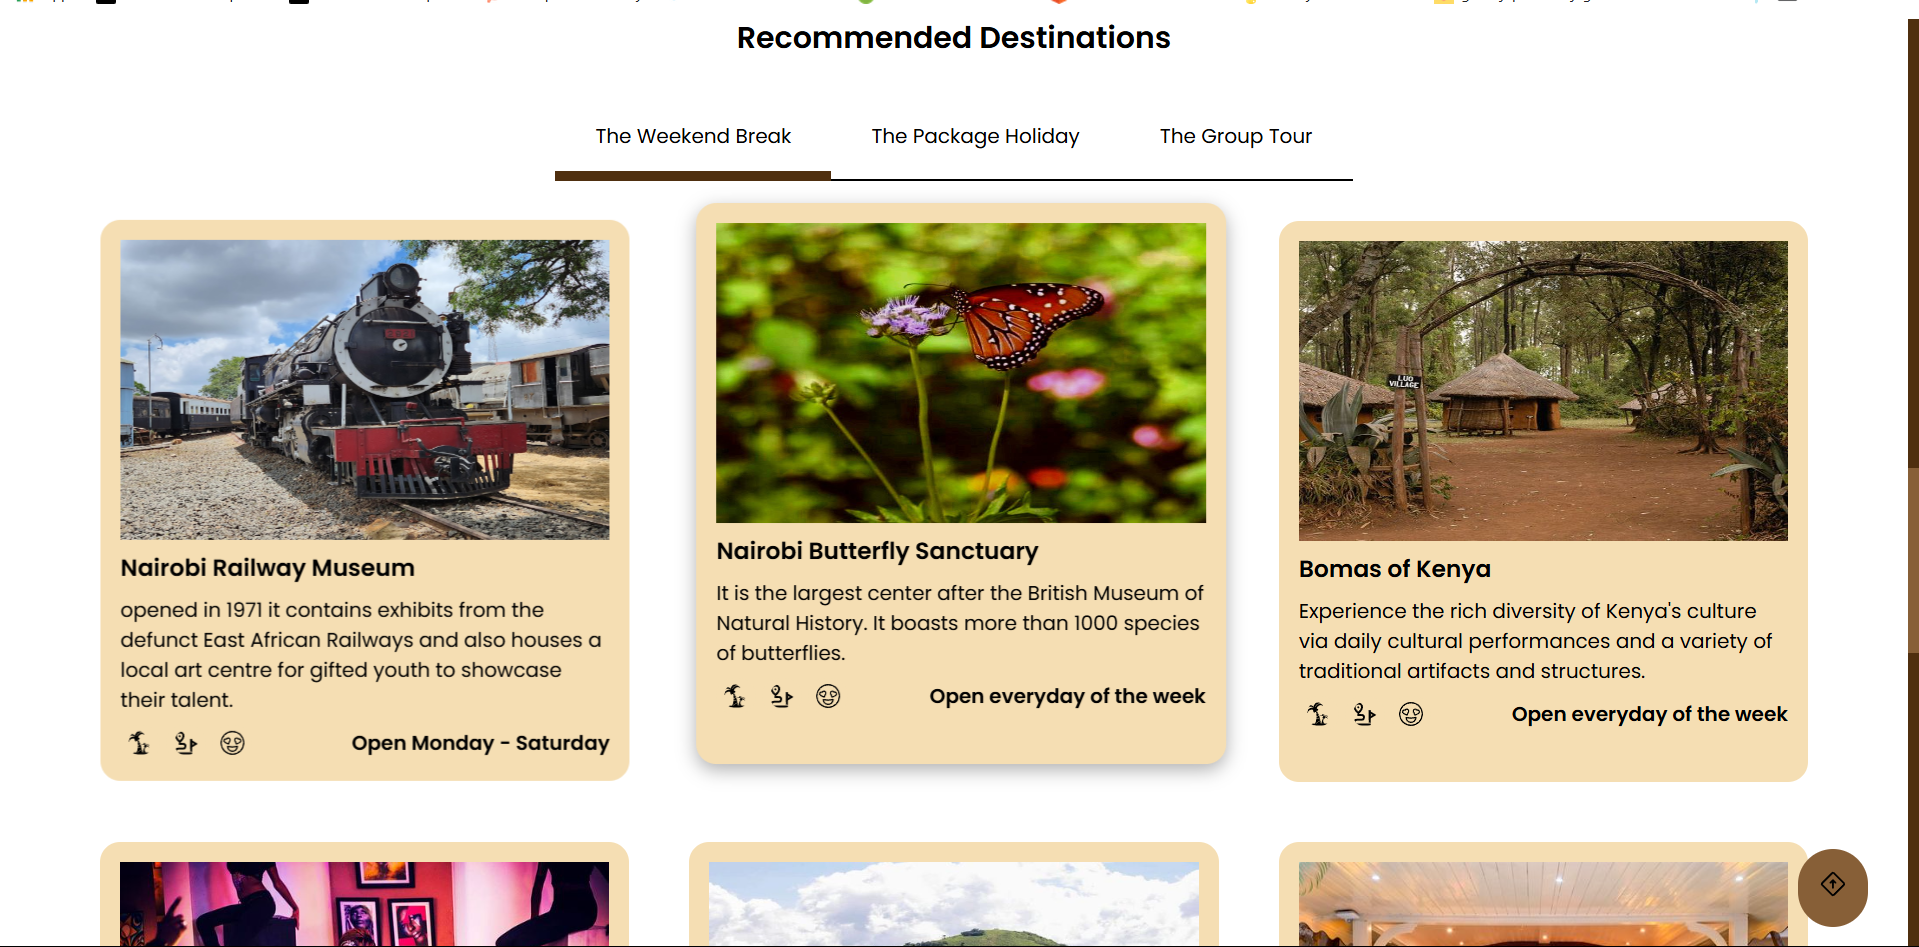 Recommended Destinations
The Weekend Break
The Package Holiday
The Group Tour
Nairobi Railway Museum
opened in 1971 it contains exhibits from the
defunct East African Railways and also houses a
local art centre for gifted youth to showcase
their talent.
Open Monday - Saturday
Nairobi Butterfly Sanctuary
It is the largest center after the British Museum of
Natural History. It boasts more than 1000 species
of butterflies.
Open everyday of the week
LUO
VILLAGE
Bomas of Kenya
Experience the rich diversity of Kenya's culture
via daily cultural performances and a variety of
traditional artifacts and structures.
Open everyday of the week